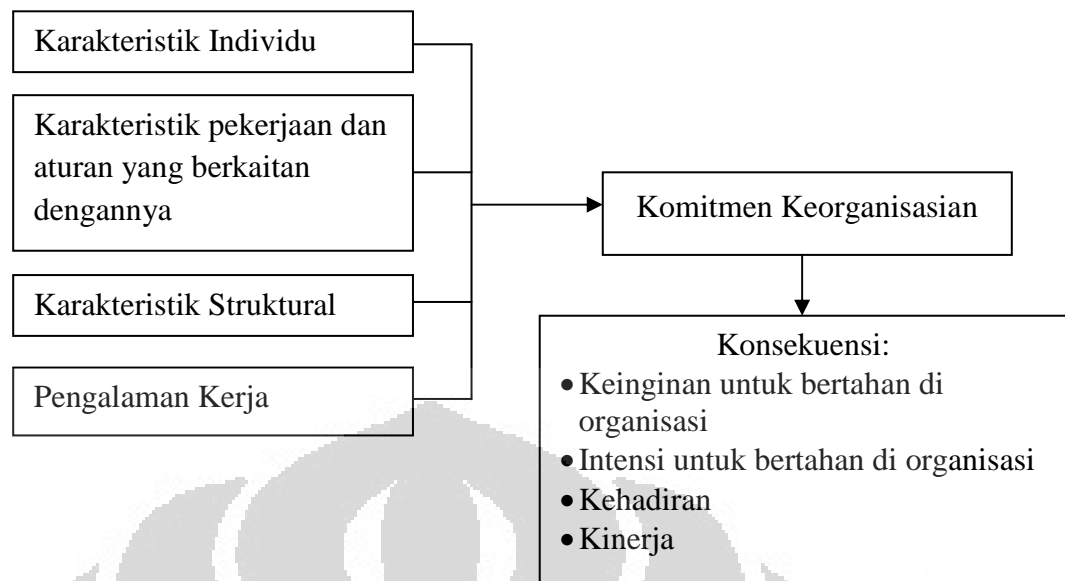 Karakteristik Individu
Karakteristik pekerjaan dan
aturan yang berkaitan
dengannya
Karakteristik Struktural
Pengalaman Kerja
Komitmen Keorganisasian
Konsekuensi:
•Keinginan untuk bertahan di
organisasi
•Intensi untuk bertahan di organisasi
•Kehadiran
•Kinerja